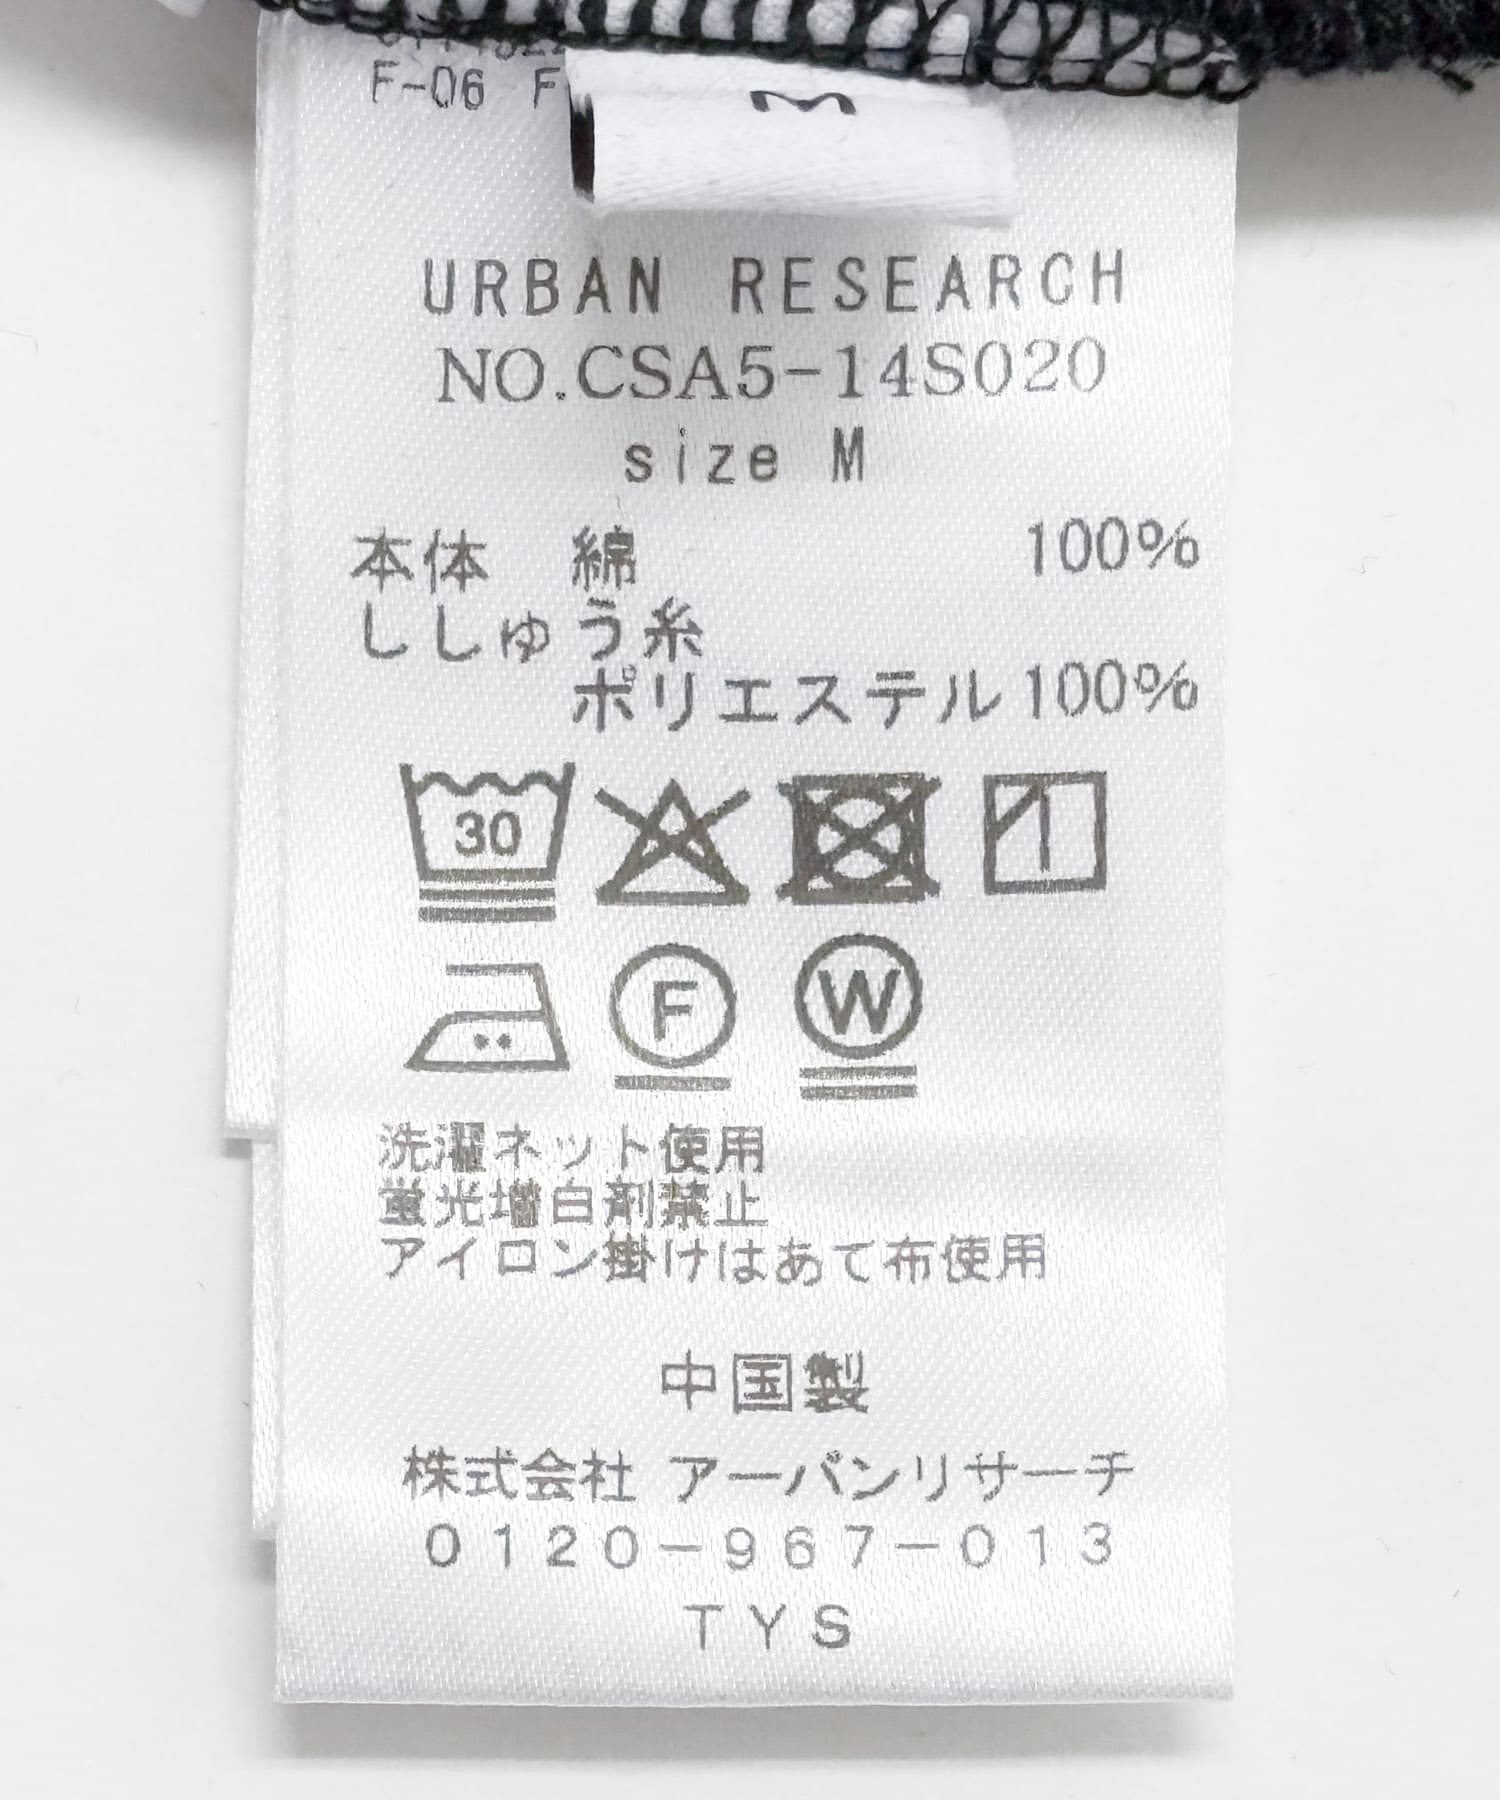 F-06 F
URBAN RESEARCH
NO.CSA5-14S020
size M
本体 綿 100%
ししゅう糸
ポリエステル100%
30
F
W
洗濯ネット使用
蛍光増白剤禁止
アイロン掛けはあて布使用
中国製
株式会社 アーバンリサーチ
0120-967-013
TYS